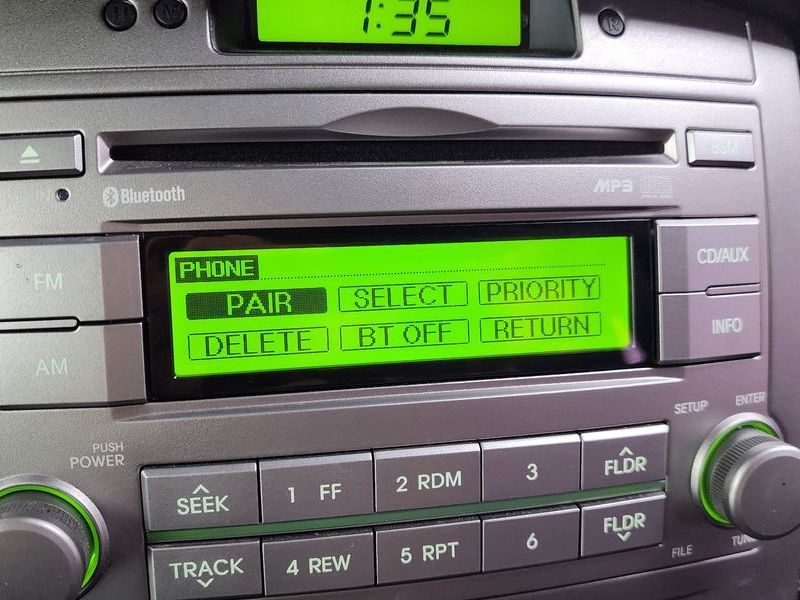 H M R
1:35
BSM
Bluetooth MP3
FM
AM
PHONE
PAIR SELECT PRIORITY
DELETE BT OFF RETURN
CD/AUX
INFO
PUSH
POWER
SETUP ENTER
SEEK 1 FF 2 RDM 3 FLDR
TRACK 4 REW 5 RPT 6 FLDR
FILE